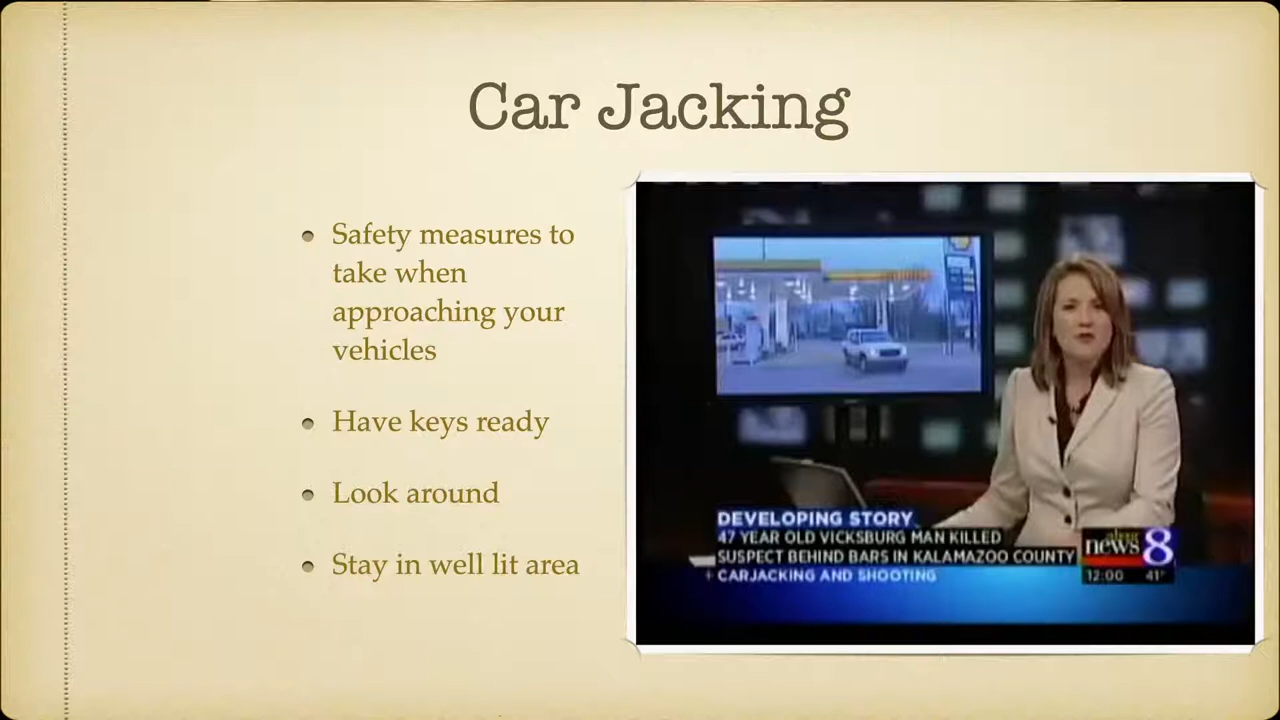 Car Jacking
Safety measures to
take when
approaching your
vehicles
Have keys ready
Look around
Stay in well lit area
DEVELOPING STORY
47 YEAR OLD VICKSBURG MAN KILLED
SUSPECT BEHIND BARS IN KALAMAZOO COUNTY
CARJACKING AND SHOOTING
news 8
12:00 41°